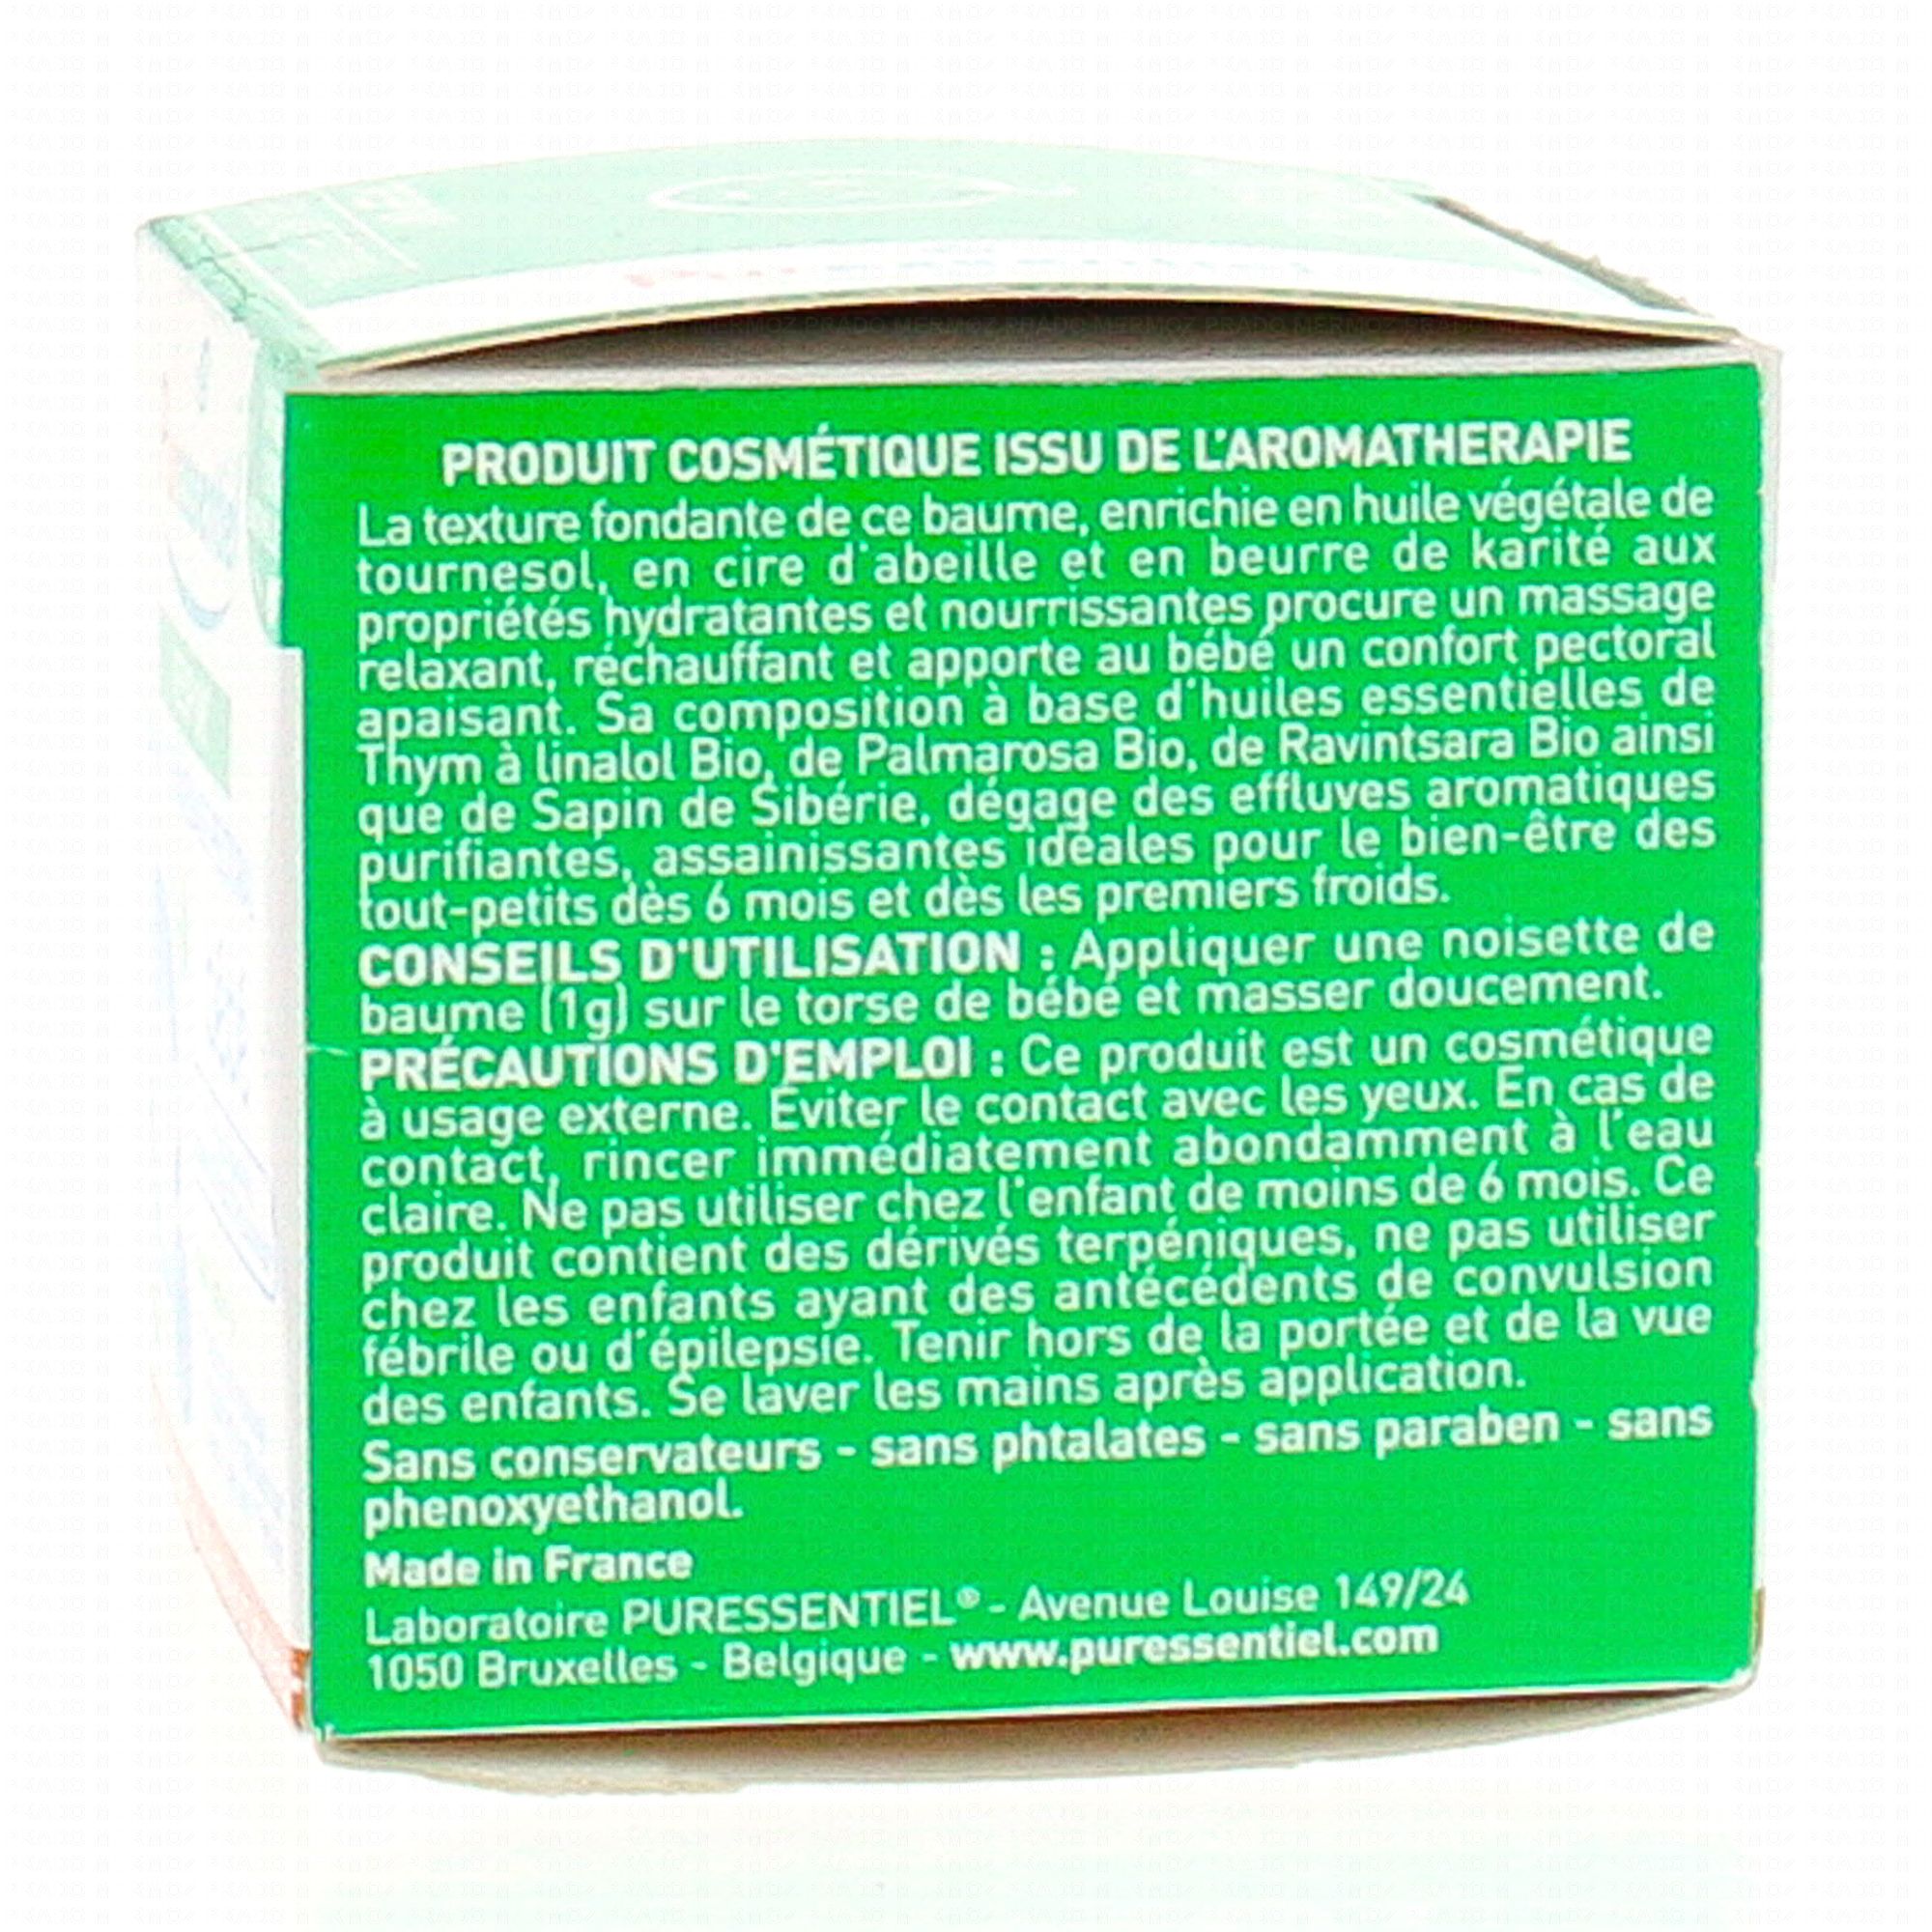 PRODUIT COSMÉTIQUE ISSU DE L'AROMATHERAPIE
La texture fondante de ce baume, enrichie en huile végétale de
tournesol, en cire d'abeille et en beurre de karité aux
propriétés hydratantes et nourrissantes procure un massage
relaxant, réchauffant et apporte au bébé un confort pectoral
apaisant. Sa composition à base d'huiles essentielles de
Thym à linalol Bio, de Palmarosa Bio, de Ravintsara Bio ainsi
que de Sapin de Sibérie, dégage des effluves aromatiques
purifiantes, assainissantes idéales pour le bien-être des
tout-petits dès 6 mois et dès les premiers froids.
CONSEILS D'UTILISATION : Appliquer une noisette de
baume (1g) sur le torse de bébé et masser doucement.
PRÉCAUTIONS D'EMPLOI : Ce produit est un cosmétique
à usage externe. Éviter le contact avec les yeux. En cas de
contact, rincer immédiatement abondamment à l'eau
claire. Ne pas utiliser chez l'enfant de moins de 6 mois. Ce
produit contient des dérivés terpéniques, ne pas utiliser
chez les enfants ayant des antécédents de convulsion
fébrile ou d'épilepsie. Tenir hors de la portée et de la vue
des enfants. Se laver les mains après application.
Sans conservateurs - sans phtalates - sans paraben - sans
phenoxyethanol.
Made in France
Laboratoire PURESSENTIEL® - Avenue Louise 149/24
1050 Bruxelles - Belgique - www.puressentiel.com